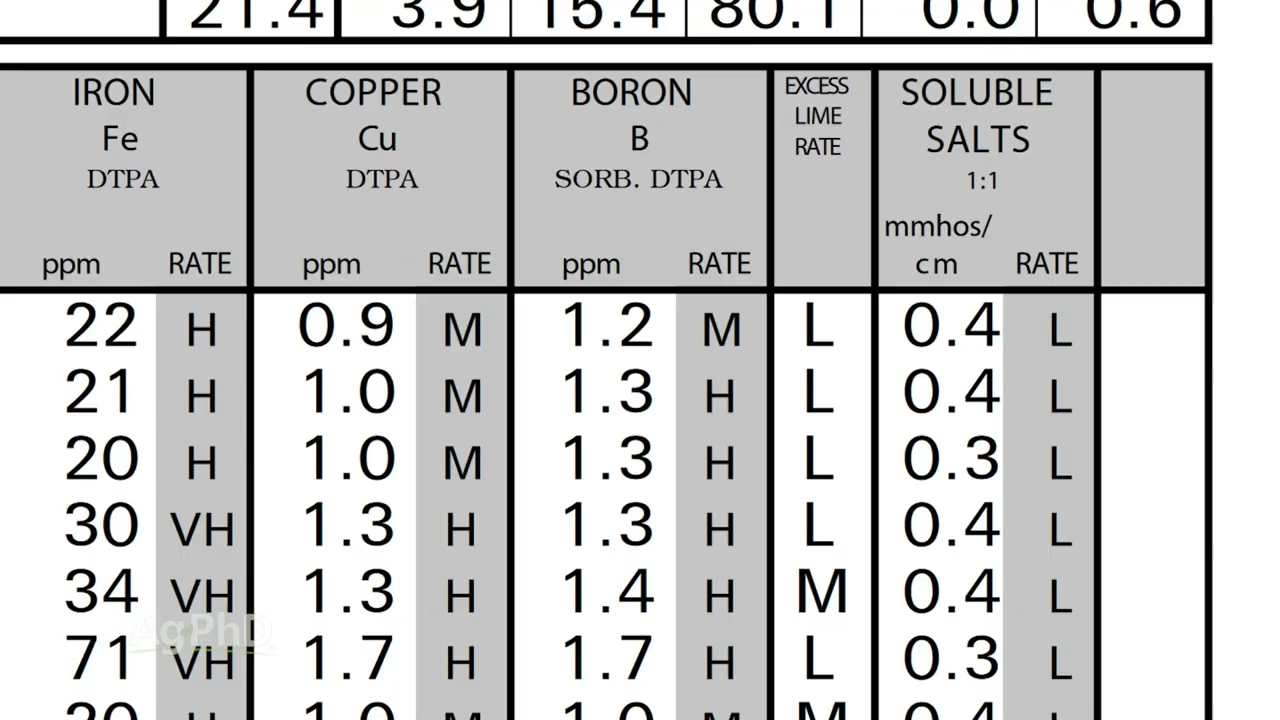 21.4 3.9 15.4 80.1 0.0 0.6
IRON COPPER BORON EXCESS SOLUBLE
Fe Cu B LIME SALTS
DTPA DTPA SORB. DTPA RATE 1:1
mmhos/
ppm RATE ppm RATE ppm RATE cm RATE
22 H 0.9 M 1.2 M L 0.4 L
21 H 1.0 M 1.3 H L 0.4 L
20 H 1.0 M 1.3 H L 0.3 L
30 VH 1.3 H 1.3 H L 0.4 L
34 VH 1.3 H 1.4 H M 0.4 L
AgPhD
71 VH 1.7 H 1.7 H L 0.3 L